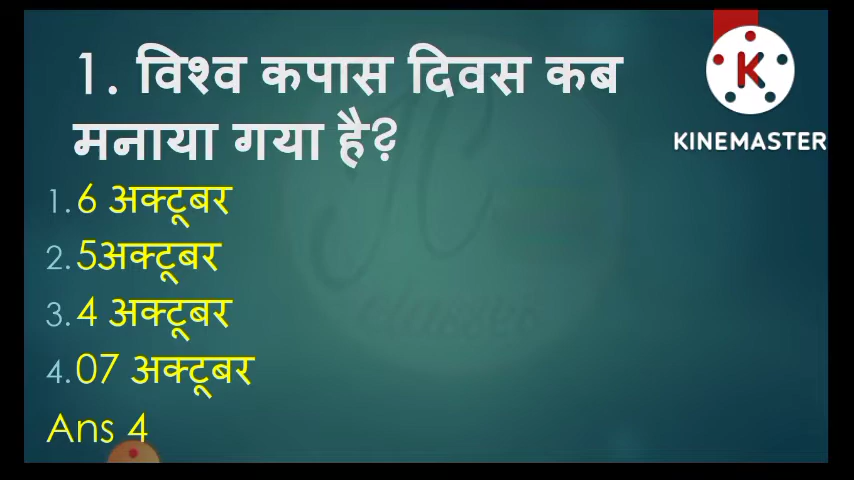 1. विश्व कपास दिवस कब
मनाया गया है?
1. 6 अक्टूबर
2. 5अक्टूबर
3. 4 अक्टूबर
4. 07 अक्टूबर
Ans 4
K
KINEMASTER
classes